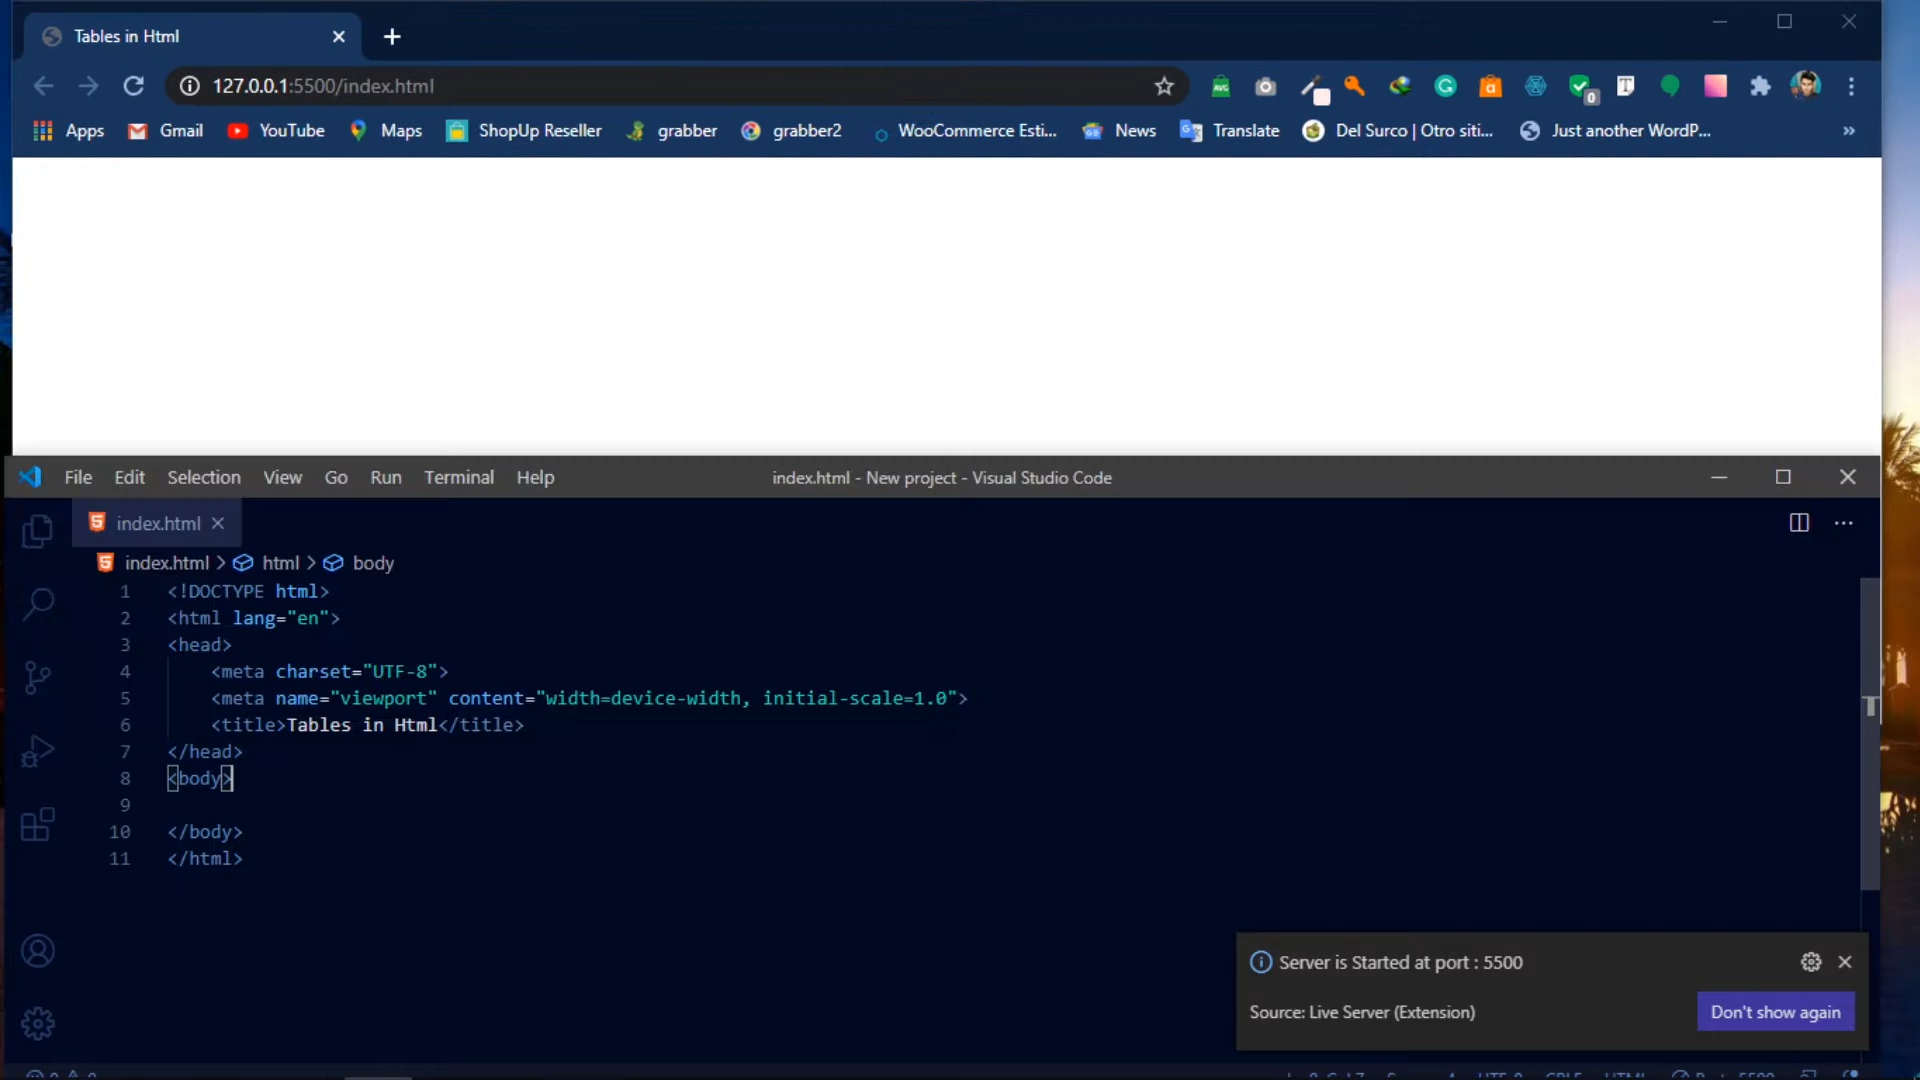 Tables in Html
127.0.0.1:5500/index.html
AVG
0
Apps Gmail YouTube Maps ShopUp Reseller grabber grabber2 WooCommerce Esti... News Translate Del Surco | Otro siti... Just another WordP... »
File Edit Selection View Go Run Terminal Help index.html - New project - Visual Studio Code
index.html
index.html > html > body
1 <!DOCTYPE html>
2 <html lang="en">
3 <head>
4 <meta charset="UTF-8">
5 <meta name="viewport" content="width=device-width, initial-scale=1.0">
6 <title>Tables in Html</title>
7 </head>
8 <body>
9
10 </body>
11 </html>
Server is Started at port : 5500
Source: Live Server (Extension) Don't show again